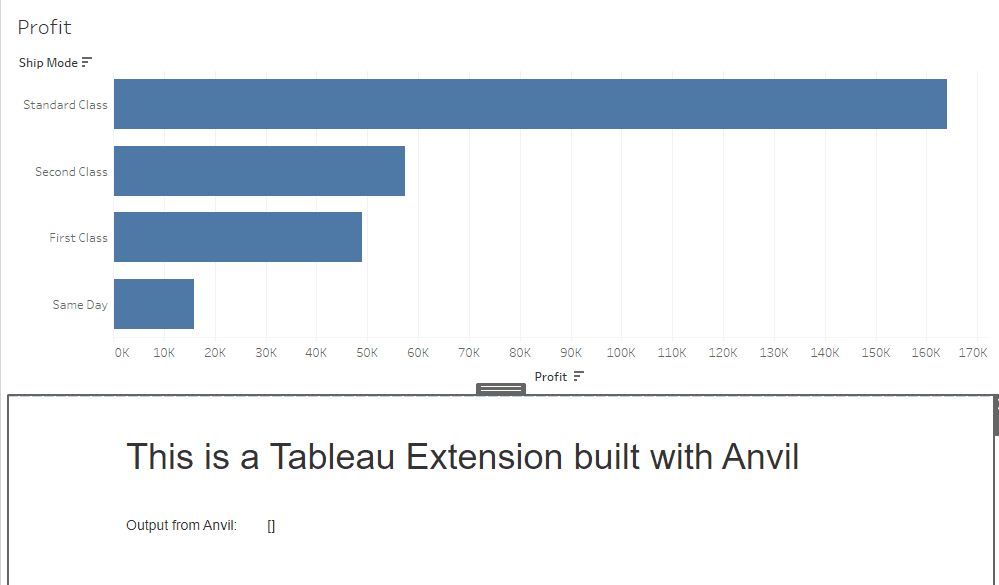 Profit
Ship Mode
Standard Class
Second Class
First Class
Same Day
0K 10K 20K 30K 40K 50K 60K 70K 80K 90K 100K 110K 120K 130K 140K 150K 160K 170K
Profit
This is a Tableau Extension built with Anvil
Output from Anvil: []